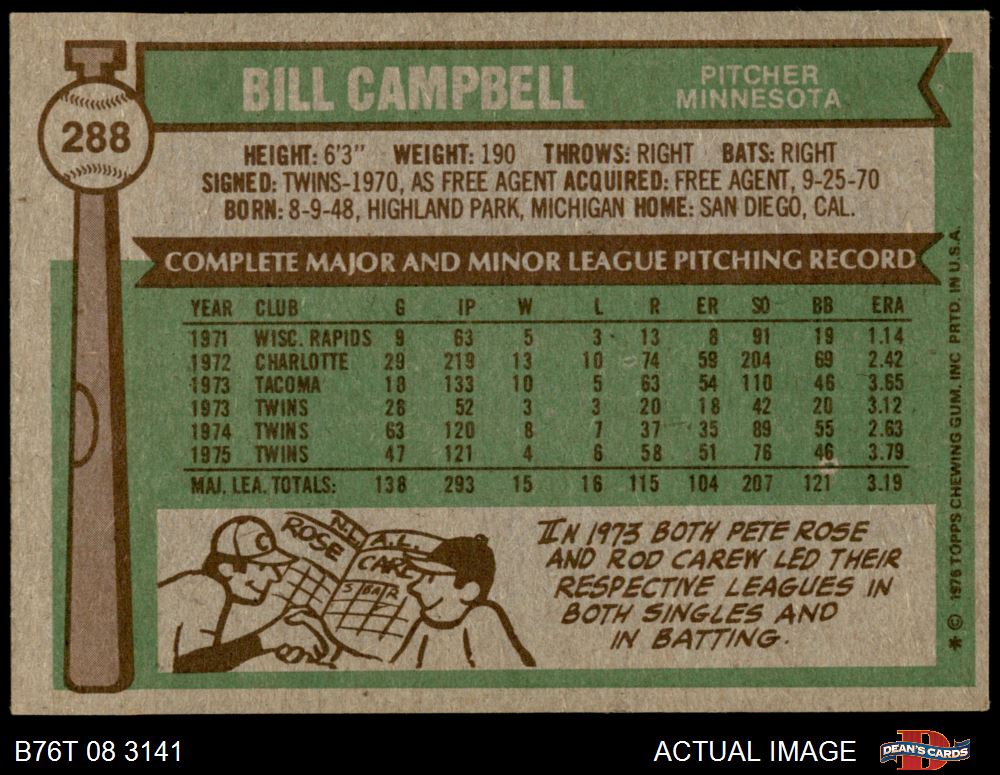 288
BILL CAMPBELL
PITCHER
MINNESOTA
HEIGHT: 6'3" WEIGHT: 190 THROWS: RIGHT BATS: RIGHT
SIGNED: TWINS-1970, AS FREE AGENT ACQUIRED: FREE AGENT, 9-25-70
BORN: 8-9-48, HIGHLAND PARK, MICHIGAN HOME: SAN DIEGO, CAL.
COMPLETE MAJOR AND MINOR LEAGUE PITCHING RECORD
YEAR CLUB G IP W L R ER SO BB ERA
1971 WISC. RAPIDS 9 63 5 3 13 8 91 19 1.14
1972 CHARLOTTE 29 219 13 10 74 59 204 69 2.42
1973 TACOMA 18 133 10 5 63 54 110 46 3.65
1973 TWINS 28 52 3 3 20 18 42 20 3.12
1974 TWINS 63 120 8 7 37 35 89 55 2.63
1975 TWINS 47 121 4 6 58 51 76 46 3.79
MAJ. LEA. TOTALS: 138 293 15 16 115 104 207 121 3.19
C
N.L.
ROSE
A.L.
CAREW
S BAR
IN 1973 BOTH PETE ROSE
AND ROD CAREW LED THEIR
RESPECTIVE LEAGUES IN
BOTH SINGLES AND
IN BATTING.
* © 1976 TOPPS CHEWING GUM, INC PRTD. IN U.S.A.
B76T 08 3141
ACTUAL IMAGE
D
DEAN'S CARDS